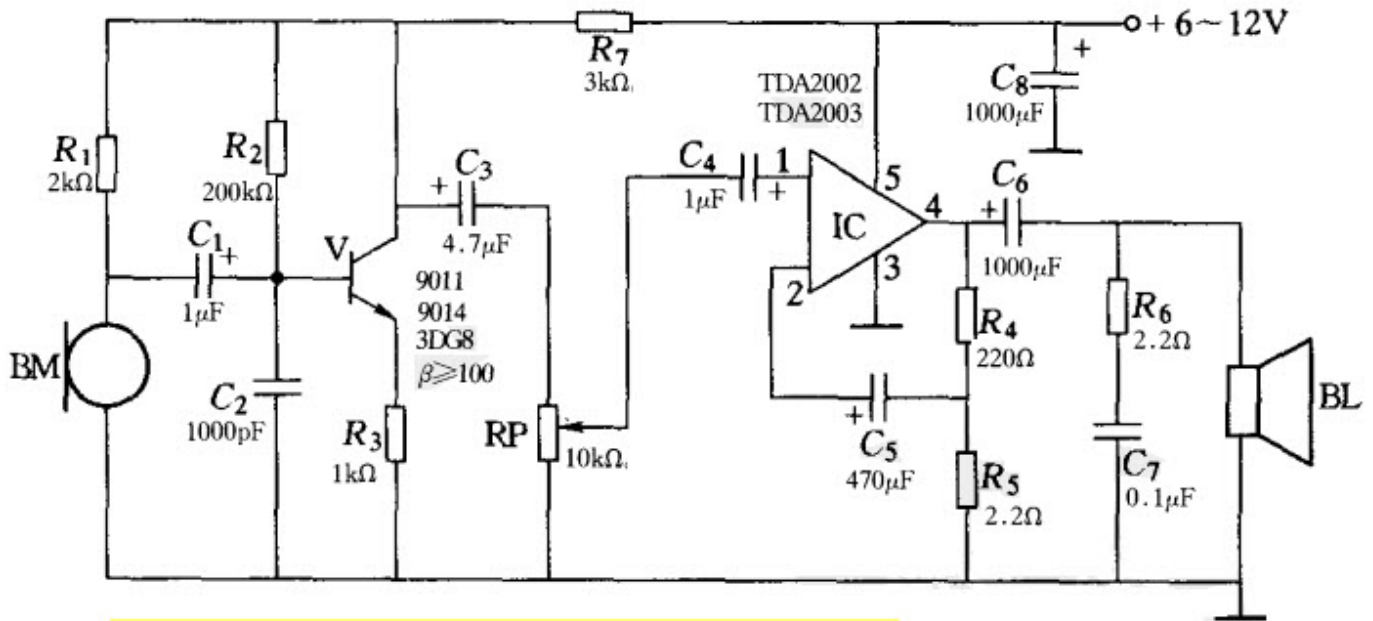 + 6~12V
R7
3kΩ
TDA2002
TDA2003
C8
1000μF
+
R1
2kΩ
R2
200kΩ
C3
+
4.7μF
C4
1μF
+
1
5
IC
4
2
3
C6
+
1000μF
C1
+
1μF
V
9011
9014
3DG8
β≥100
R4
220Ω
R6
2.2Ω
BM
C2
1000pF
R3
1kΩ
RP
10kΩ
+
C5
470μF
R5
2.2Ω
C7
0.1μF
BL